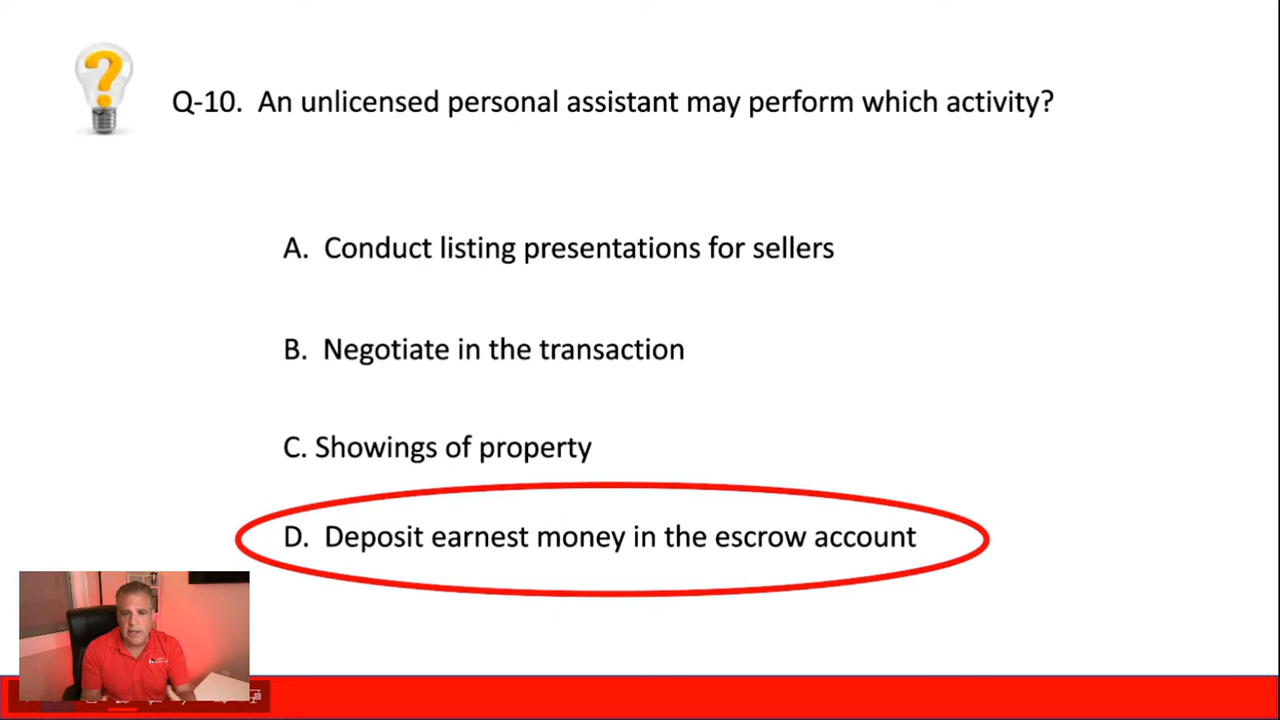 ?
Q-10.  An unlicensed personal assistant may perform which activity?
A.  Conduct listing presentations for sellers
B.  Negotiate in the transaction
C. Showings of property
D.  Deposit earnest money in the escrow account